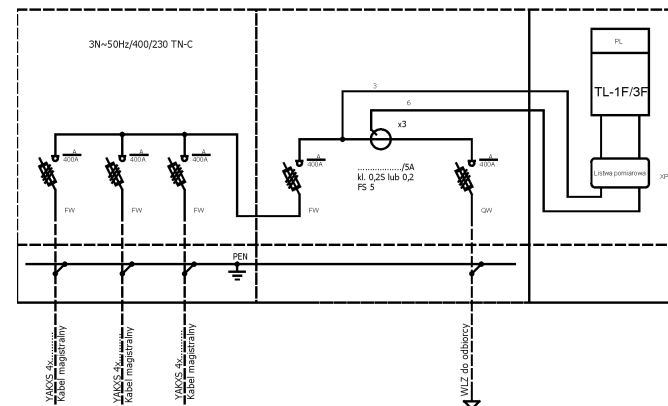 3N~50Hz/400/230 TN-C
PL
TL-1F/3F
3
6
x3
A
400A
A
400A
A
400A
A
400A
A
400A
............../5A
kl. 0,25 lub 0,2
FS 5
Listwa pomiarowa
XP
FW
FW
FW
FW
QW
PEN
YAKXS 4x..........
Kabel magistralny
YAKXS 4x..........
Kabel magistralny
YAKXS 4x..........
Kabel magistralny
WLZ do odbiorcy